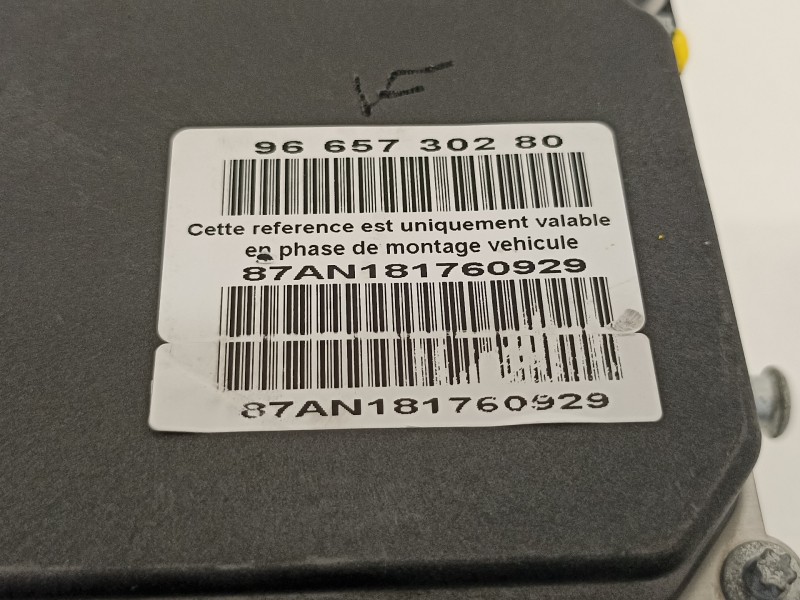 96 657 302 80
Cette reference est uniquement valable
en phase de montage vehicule
87AN181760929
87AN181760929